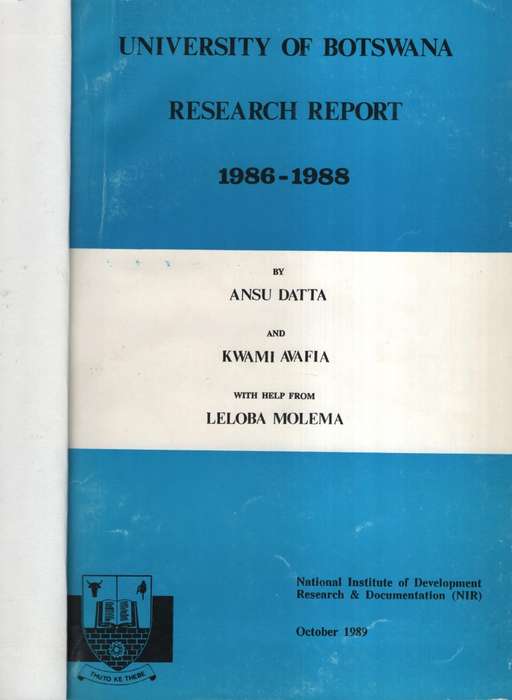 UNIVERSITY OF BOTSWANA
RESEARCH REPORT
1986-1988
BY
ANSU DATTA
AND
KWAMI AVAFIA
WITH HELP FROM
LELOBA MOLEMA
National Institute of Development
Research & Documentation (NIR)
October 1989
THUTO KE THEBE